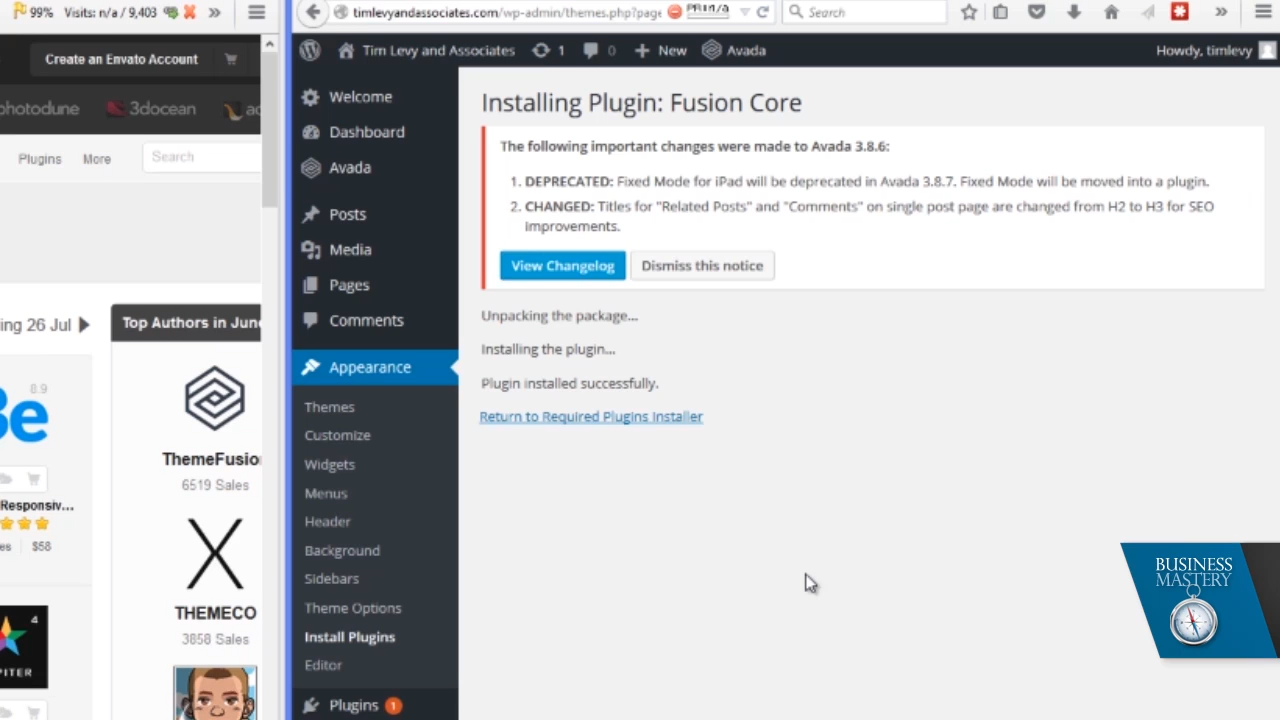 99% Visits: n/a / 9,403
Create an Envato Account
photodune 3docean
Plugins More Search
ing 26 Jul
Top Authors in June
8.9
Be
ThemeFusion
6519 Sales
Responsiv...
$58
THEMECO
3858 Sales
4
PITER
timlevyandassociates.com/wp-admin/themes.php?page
Search
Tim Levy and Associates 1 0 New Avada Howdy, timlevy
Welcome
Dashboard
Avada
Posts
Media
Pages
Comments
Appearance
Themes
Customize
Widgets
Menus
Header
Background
Sidebars
Theme Options
Install Plugins
Editor
Plugins 1
Installing Plugin: Fusion Core
The following important changes were made to Avada 3.8.6:
1. DEPRECATED: Fixed Mode for iPad will be deprecated in Avada 3.8.7. Fixed Mode will be moved into a plugin.
2. CHANGED: Titles for "Related Posts" and "Comments" on single post page are changed from H2 to H3 for SEO
improvements.
View Changelog Dismiss this notice
Unpacking the package...
Installing the plugin...
Plugin installed successfully.
Return to Required Plugins Installer
BUSINESS
MASTERY